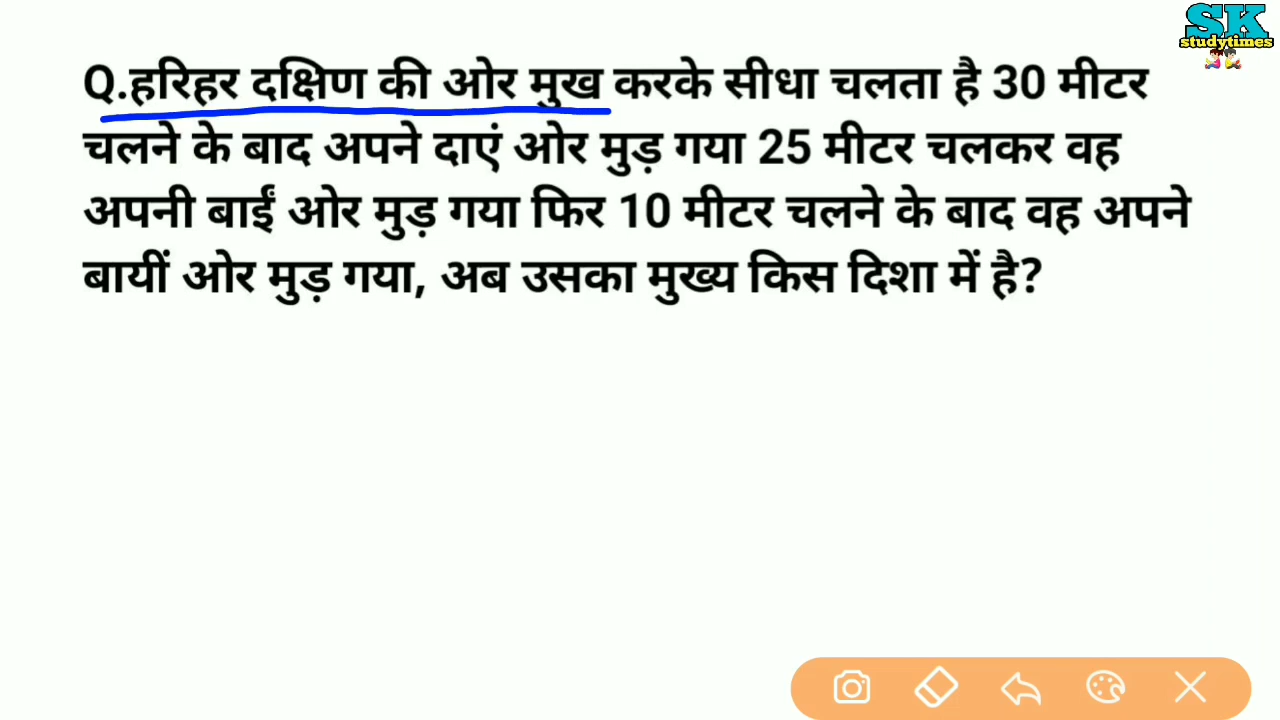 SK
studytimes
Q.हरिहर दक्षिण की ओर मुख करके सीधा चलता है 30 मीटर
चलने के बाद अपने दाएं ओर मुड़ गया 25 मीटर चलकर वह
अपनी बाईं ओर मुड़ गया फिर 10 मीटर चलने के बाद वह अपने
बायीं ओर मुड़ गया, अब उसका मुख्य किस दिशा में है?